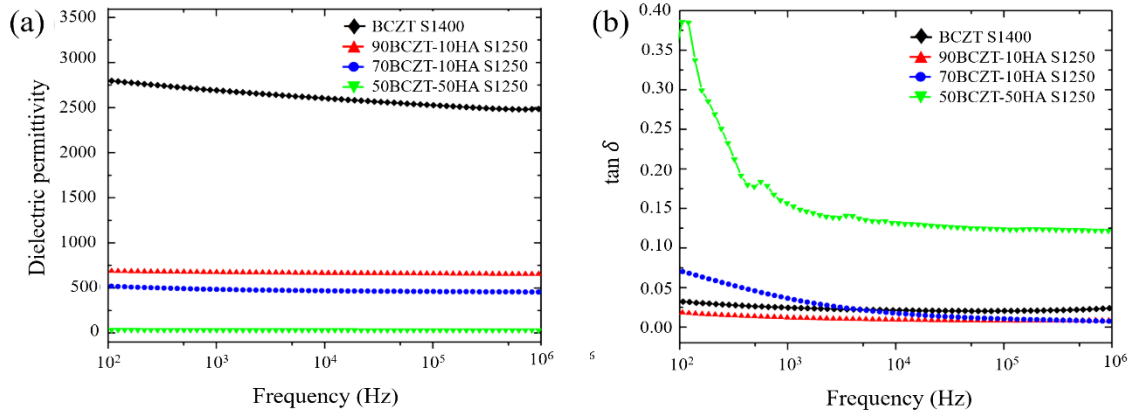 (a)
BCZT S1400
90BCZT-10HA S1250
70BCZT-10HA S1250
50BCZT-50HA S1250
3500
3000
2500
2000
1500
1000
500
0
Dielectric permittivity
10² 10³ 10⁴ 10⁵ 10⁶
Frequency (Hz)
6
(b)
BCZT S1400
90BCZT-10HA S1250
70BCZT-10HA S1250
50BCZT-50HA S1250
0.40
0.35
0.30
0.25
0.20
0.15
0.10
0.05
0.00
tan δ
10² 10³ 10⁴ 10⁵ 10⁶
Frequency (Hz)